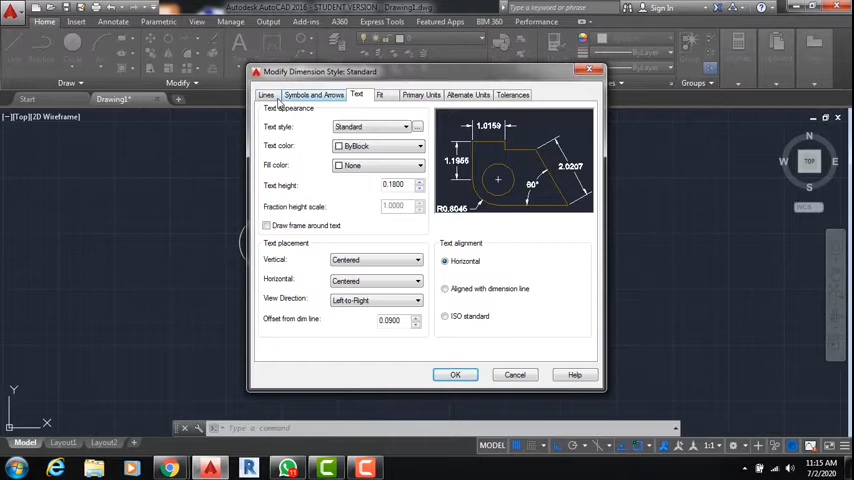 Autodesk AutoCAD 2016 - STUDENT VERSION   Drawing1.dwg
Type a keyword or phrase
Sign In
Home Insert Annotate Parametric View Manage Output Add-ins A360 Express Tools Featured Apps BIM 360 Performance
Line
ByLayer
ByLayer
Group
Draw
Groups
Start Drawing1*
[−][Top][2D Wireframe]
Modify Dimension Style: Standard
Lines Symbols and Arrows Text Fit Primary Units Alternate Units Tolerances
Text appearance
Text style: Standard ...
Text color: ByBlock
Fill color: None
Text height: 0.1800
Fraction height scale: 1.0000
Draw frame around text
1.0159
1.1955
2.0207
60°
R0.8045
Text placement
Vertical: Centered
Horizontal: Centered
View Direction: Left-to-Right
Offset from dim line: 0.0900
Text alignment
Horizontal
Aligned with dimension line
ISO standard
OK Cancel Help
N
W TOP E
S
WCS
Y
X
Type a command
Model Layout1 Layout2 +
MODEL 1:1
11:15 AM
7/2/2020